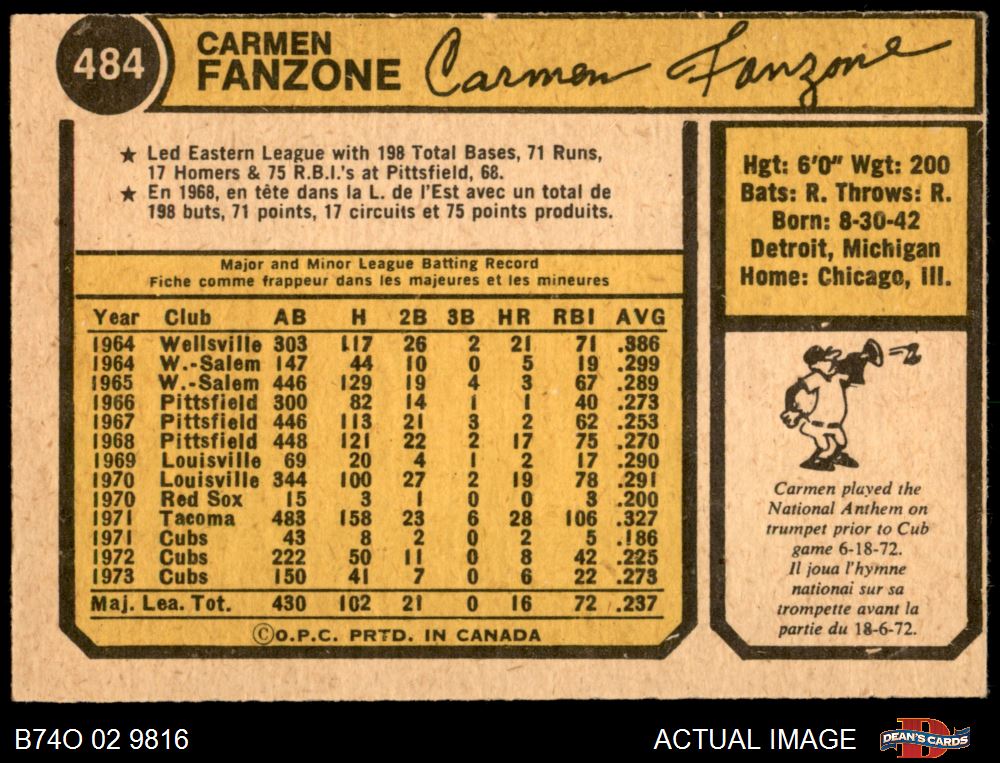 484
CARMEN
FANZONE
Carmen Fanzone
★ Led Eastern League with 198 Total Bases, 71 Runs,
17 Homers & 75 R.B.I.'s at Pittsfield, 68.
★ En 1968, en tête dans la L. de l'Est avec un total de
198 buts, 71 points, 17 circuits et 75 points produits.
Major and Minor League Batting Record
Fiche comme frappeur dans les majeures et les mineures
Year Club AB H 2B 3B HR RBI AVG
1964 Wellsville 303 117 26 2 21 71 .386
1964 W.-Salem 147 44 10 0 5 19 .299
1965 W.-Salem 446 129 19 4 3 67 .289
1966 Pittsfield 300 82 14 1 1 40 .273
1967 Pittsfield 446 113 21 3 2 62 .253
1968 Pittsfield 448 121 22 2 17 75 .270
1969 Louisville 69 20 4 1 2 17 .290
1970 Louisville 344 100 27 2 19 78 .291
1970 Red Sox 15 3 1 0 0 3 .200
1971 Tacoma 483 158 23 6 28 106 .327
1971 Cubs 43 8 2 0 2 5 .186
1972 Cubs 222 50 11 0 8 42 .225
1973 Cubs 150 41 7 0 6 22 .273
Maj. Lea. Tot. 430 102 21 0 16 72 .237
©O.P.C. PRTD. IN CANADA
Hgt: 6'0" Wgt: 200
Bats: R. Throws: R.
Born: 8-30-42
Detroit, Michigan
Home: Chicago, Ill.
Carmen played the
National Anthem on
trumpet prior to Cub
game 6-18-72.
Il joua l'hymne
national sur sa
trompette avant la
partie du 18-6-72.
B74O 02 9816
ACTUAL IMAGE
D
DEAN'S CARDS